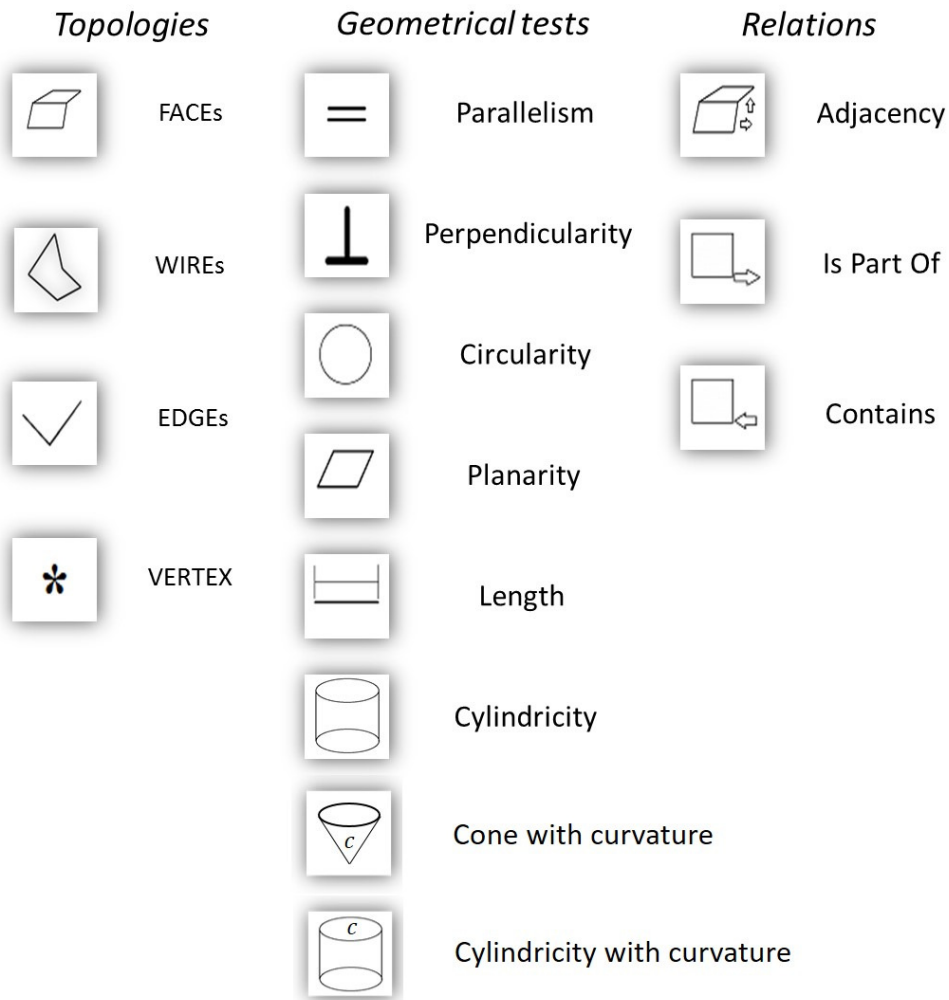 Topologies
FACEs
WIREs
EDGEs
*
VERTEX
Geometrical tests
Parallelism
Perpendicularity
Circularity
Planarity
Length
Cylindricity
c
Cone with curvature
c
Cylindricity with curvature
Relations
Adjacency
Is Part Of
Contains